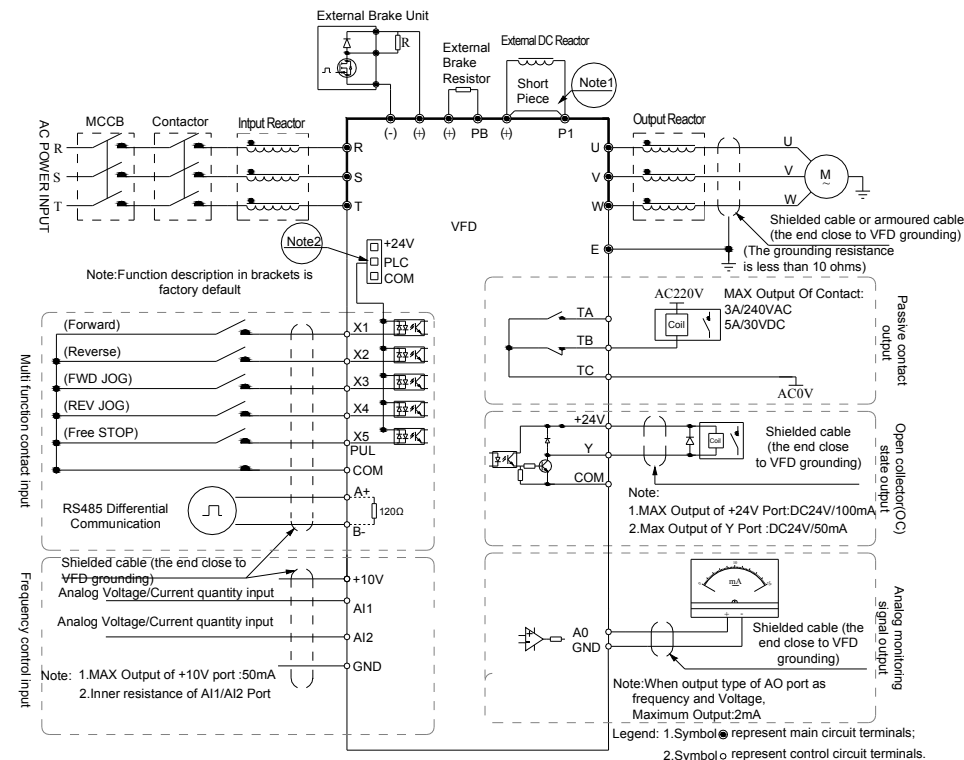 External Brake Unit
R
External
Brake
Resistor
External DC Reactor
Short
Piece
Note1
(-) (+) (+) PB (+) P1
AC POWER INPUT
MCCB Contactor Intput Reactor
R
S
T
R
S
T
VFD
Output Reactor
U
V
W
U
V
W
M
~
E
Shielded cable or armoured cable
(the end close to VFD grounding)
(The grounding resistance
is less than 10 ohms)
Note2
+24V
PLC
COM
Note:Function description in brackets is
factory default
Multi function contact input
(Forward) X1
(Reverse) X2
(FWD JOG) X3
(REV JOG) X4
(Free STOP) X5
PUL
COM
RS485 Differential
Communication
A+
120Ω
B-
Shielded cable (the end close to
VFD grounding)
Frequency control input
+10V
Analog Voltage/Current quantity input
AI1
Analog Voltage/Current quantity input
AI2
GND
Note: 1.MAX Output of +10V port :50mA
2.Inner resistance of AI1/AI2 Port
Passive contact
output
TA
TB
TC
AC220V
Coil
MAX Output Of Contact:
3A/240VAC
5A/30VDC
AC0V
Open collector(OC)
state output
+24V
Y
COM
Coil
Shielded cable
(the end close
to VFD grounding)
Note:
1.MAX Output of +24V Port:DC24V/100mA
2.Max Output of Y Port :DC24V/50mA
Analog monitoring
signal output
mA
+ -
A0
GND
Shielded cable (the
end close to VFD
grounding)
Note:When output type of AO port as
frequency and Voltage,
Maximum Output:2mA
Legend: 1.Symbol represent main circuit terminals;
2.Symbol represent control circuit terminals.